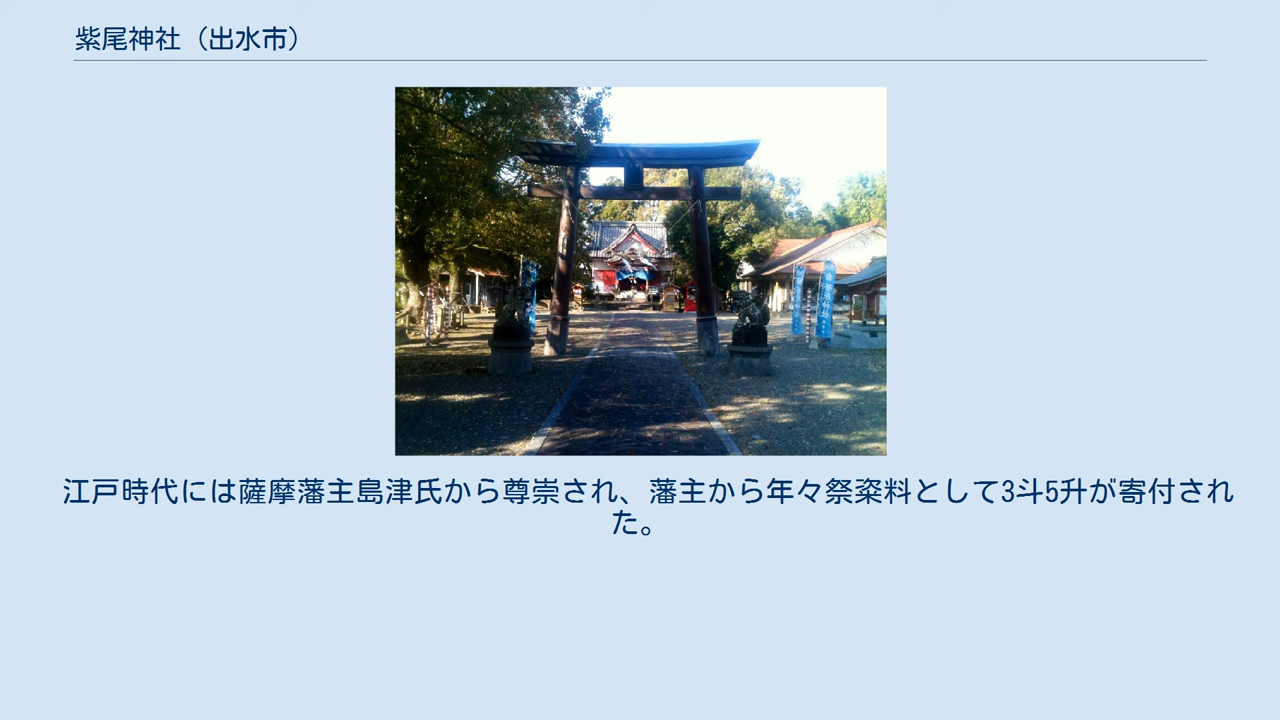 紫尾神社（出水市）
江戸時代には薩摩藩主島津氏から尊崇され、藩主から年々祭粢料として3斗5升が寄付され
た。